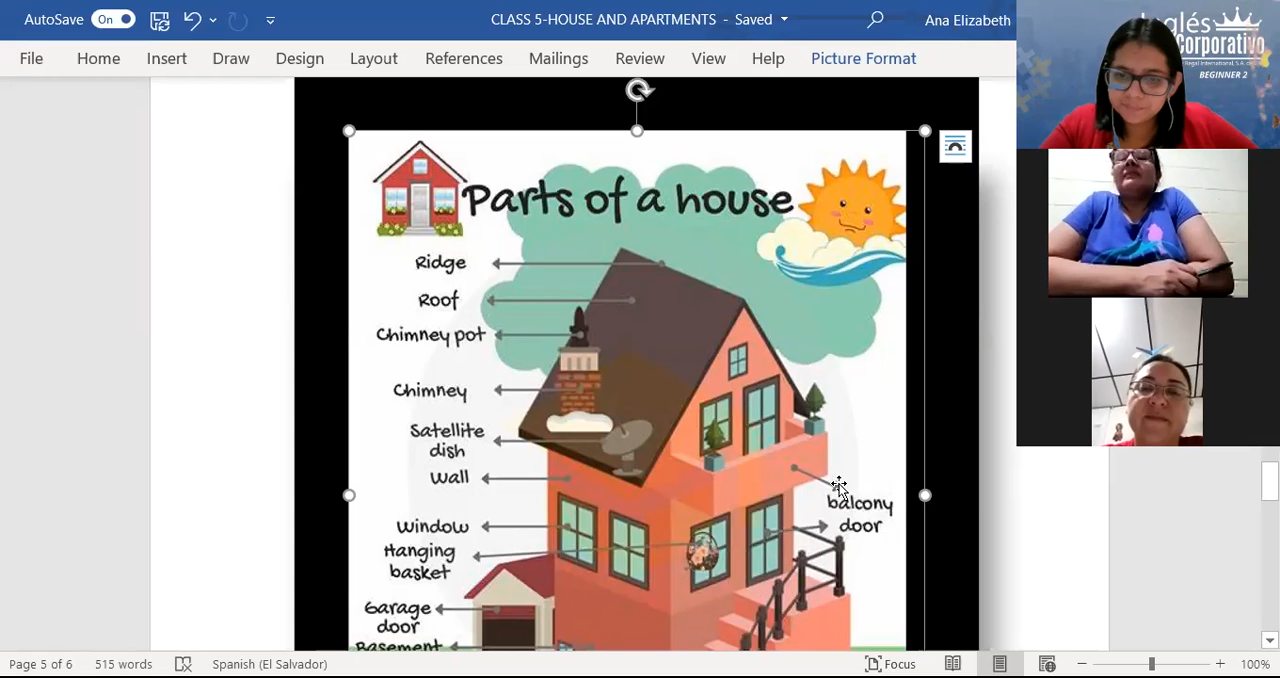 AutoSave On
CLASS 5-HOUSE AND APARTMENTS - Saved
Ana Elizabeth
File Home Insert Draw Design Layout References Mailings Review View Help Picture Format
Inglés
Corporativo
BEGINNER 2
Parts of a house
Ridge
Roof
Chimney pot
Chimney
Satellite
dish
Wall
Window
Hanging
basket
Garage
door
Basement
balcony
door
Page 5 of 6 515 words Spanish (El Salvador) Focus 100%